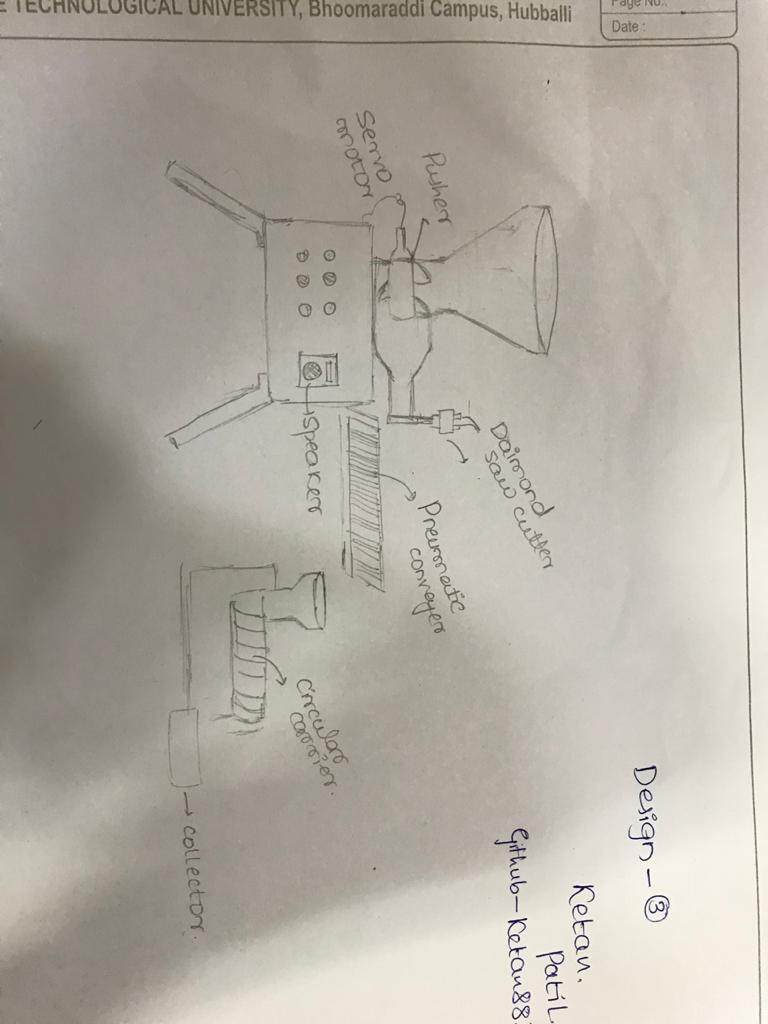 Page No.:
Date :
TECHNOLOGICAL UNIVERSITY, Bhoomaraddi Campus, Hubballi
Design - ③
Ketan.
Patil
Github-Ketan88
Daimond
saw cutter
Pusher
Servo
motor
Pneumatic
conveyer
speaker
circular
carrier.
collector.